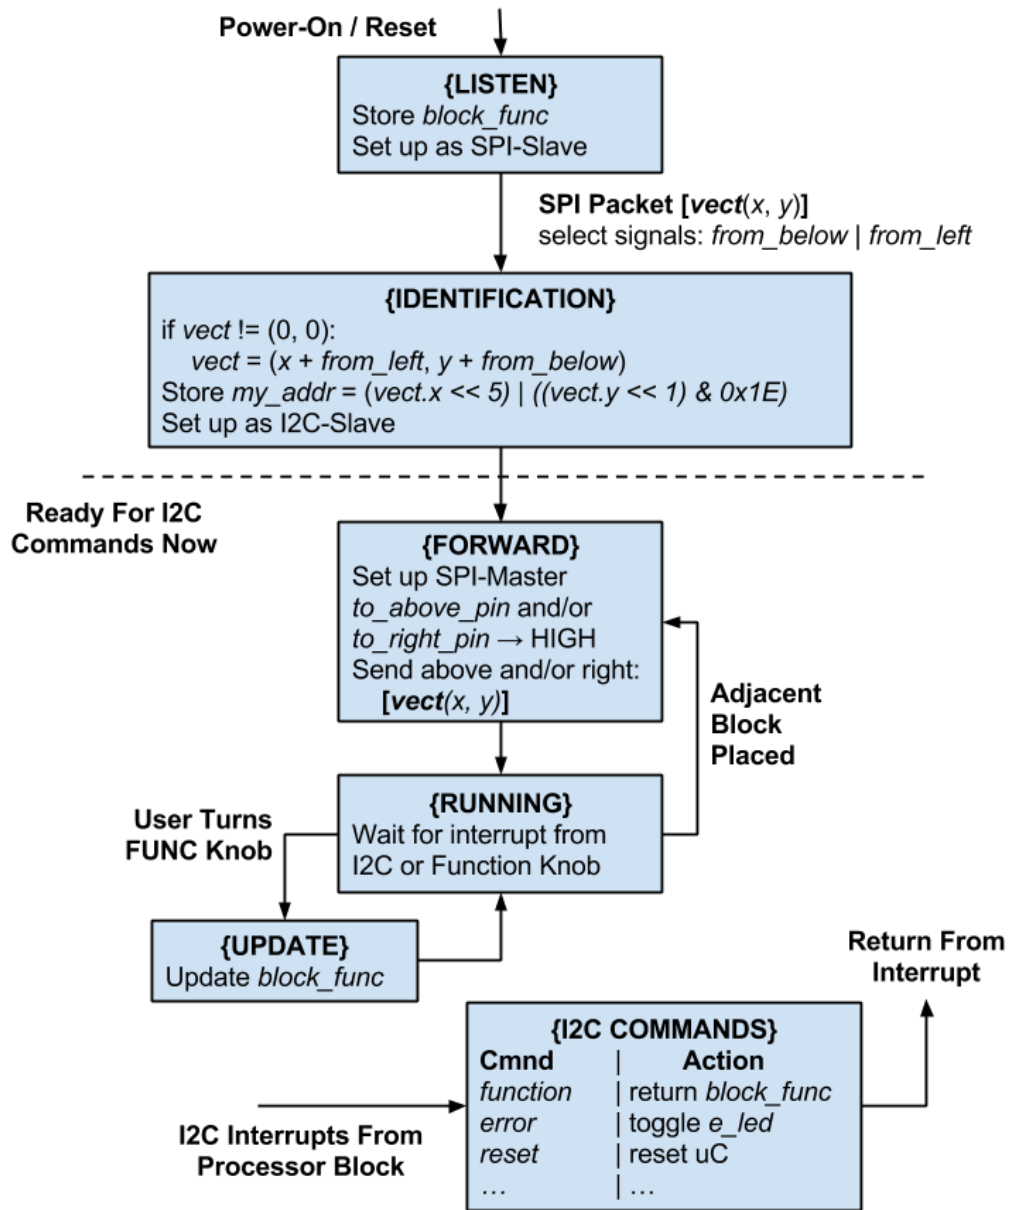 Power-On / Reset
{LISTEN}
Store block_func
Set up as SPI-Slave
SPI Packet [vect(x, y)]
select signals: from_below | from_left
{IDENTIFICATION}
if vect != (0, 0):
vect = (x + from_left, y + from_below)
Store my_addr = (vect.x << 5) | ((vect.y << 1) & 0x1E)
Set up as I2C-Slave
Ready For I2C
Commands Now
{FORWARD}
Set up SPI-Master
to_above_pin and/or
to_right_pin → HIGH
Send above and/or right:
[vect(x, y)]
Adjacent
Block
Placed
{RUNNING}
Wait for interrupt from
I2C or Function Knob
User Turns
FUNC Knob
{UPDATE}
Update block_func
Return From
Interrupt
{I2C COMMANDS}
Cmnd | Action
function | return block_func
error | toggle e_led
reset | reset uC
… | …
I2C Interrupts From
Processor Block